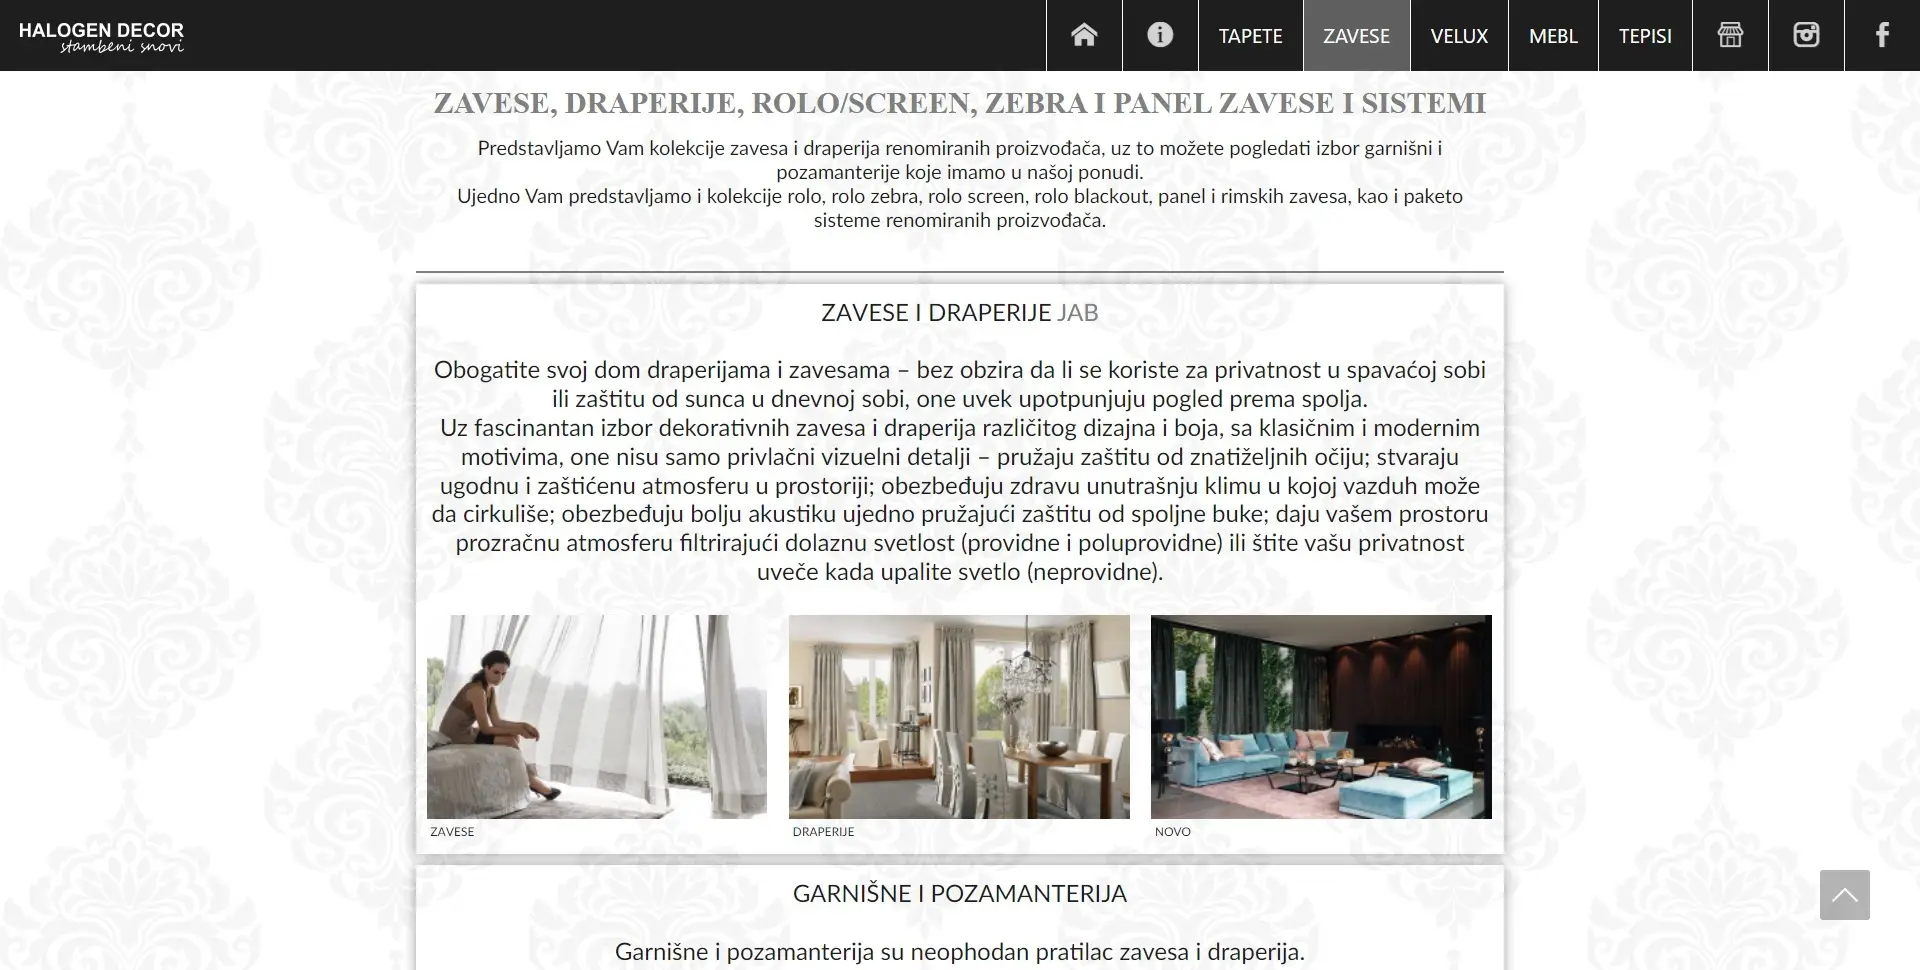 HALOGEN DECOR
stambeni snovi
TAPETE
ZAVESE
VELUX
MEBL
TEPISI
ZAVESE, DRAPERIJE, ROLO/SCREEN, ZEBRA I PANEL ZAVESE I SISTEMI
Predstavljamo Vam kolekcije zavesa i draperija renomiranih proizvođača, uz to možete pogledati izbor garnišni i
pozamanterije koje imamo u našoj ponudi.
Ujedno Vam predstavljamo i kolekcije rolo, rolo zebra, rolo screen, rolo blackout, panel i rimskih zavesa, kao i paketo
sisteme renomiranih proizvođača.
ZAVESE I DRAPERIJE JAB
Obogatite svoj dom draperijama i zavesama – bez obzira da li se koriste za privatnost u spavaćoj sobi
ili zaštitu od sunca u dnevnoj sobi, one uvek upotpunjuju pogled prema spolja.
Uz fascinantan izbor dekorativnih zavesa i draperija različitog dizajna i boja, sa klasičnim i modernim
motivima, one nisu samo privlačni vizuelni detalji – pružaju zaštitu od znatiželjnih očiju; stvaraju
ugodnu i zaštićenu atmosferu u prostoriji; obezbeđuju zdravu unutrašnju klimu u kojoj vazduh može
da cirkuliše; obezbeđuju bolju akustiku ujedno pružajući zaštitu od spoljne buke; daju vašem prostoru
prozračnu atmosferu filtrirajući dolaznu svetlost (providne i poluprovidne) ili štite vašu privatnost
uveče kada upalite svetlo (neprovidne).
ZAVESE
DRAPERIJE
NOVO
GARNIŠNE I POZAMANTERIJA
Garnišne i pozamanterija su neophodan pratilac zavesa i draperija.